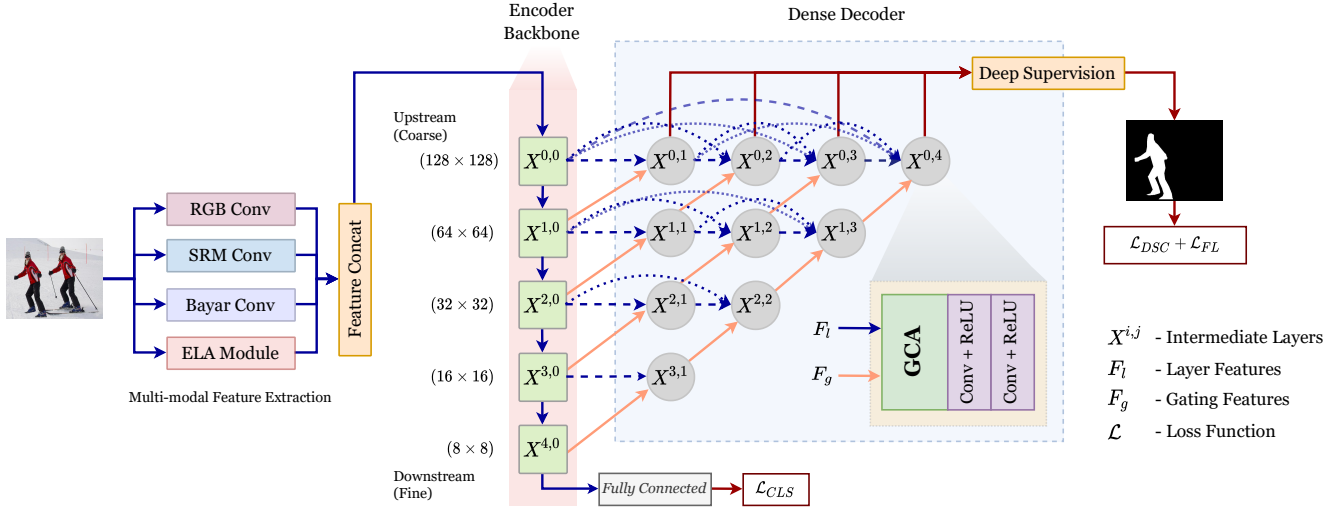 Encoder
Backbone
Dense Decoder
Deep Supervision
Upstream
(Coarse)
(128 × 128)
X^{0,0}
X^{0,1}
X^{0,2}
X^{0,3}
X^{0,4}
RGB Conv
SRM Conv
Bayar Conv
ELA Module
Multi-modal Feature Extraction
Feature Concat
(64 × 64)
X^{1,0}
X^{1,1}
X^{1,2}
X^{1,3}
(32 × 32)
X^{2,0}
X^{2,1}
X^{2,2}
(16 × 16)
X^{3,0}
X^{3,1}
(8 × 8)
X^{4,0}
Downstream
(Fine)
Fully Connected
ℒ_{CLS}
F_l
F_g
GCA
Conv + ReLU
Conv + ReLU
ℒ_{DSC} + ℒ_{FL}
X^{i,j} - Intermediate Layers
F_l - Layer Features
F_g - Gating Features
ℒ - Loss Function